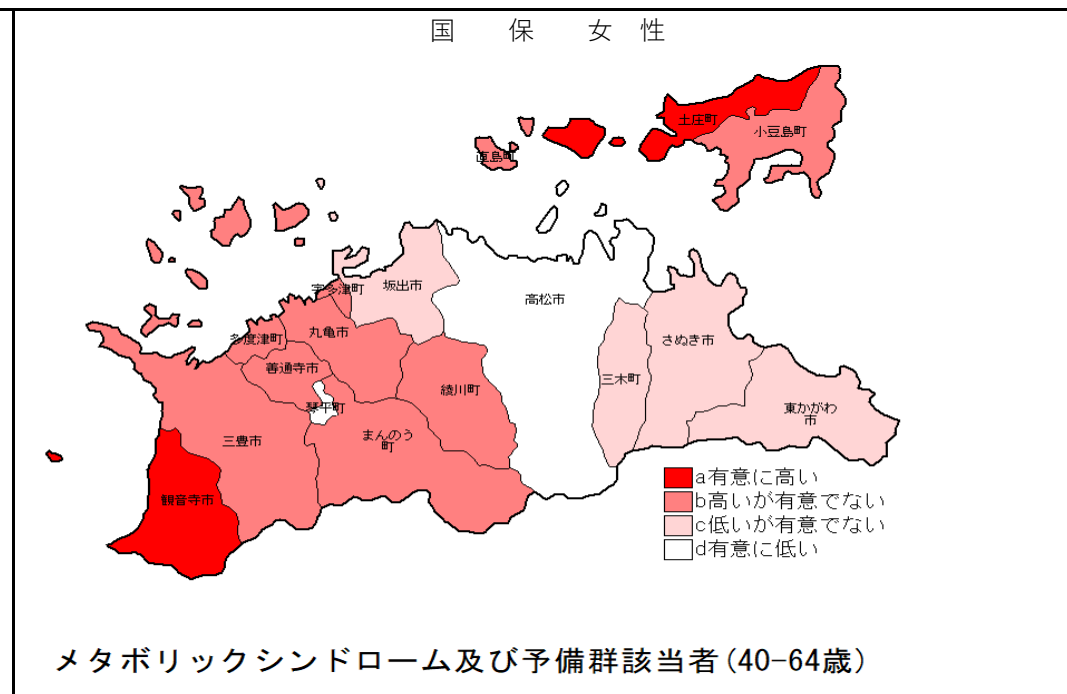 国保女性
土庄町
小豆島町
直島町
宇多津町
坂出市
高松市
多度津町
丸亀市
さぬき市
善通寺市
三木町
綾川町
琴平町
東かがわ
市
まんのう
町
三豊市
観音寺市
a有意に高い
b高いが有意でない
c低いが有意でない
d有意に低い
メタボリックシンドローム及び予備群該当者(40-64歳)